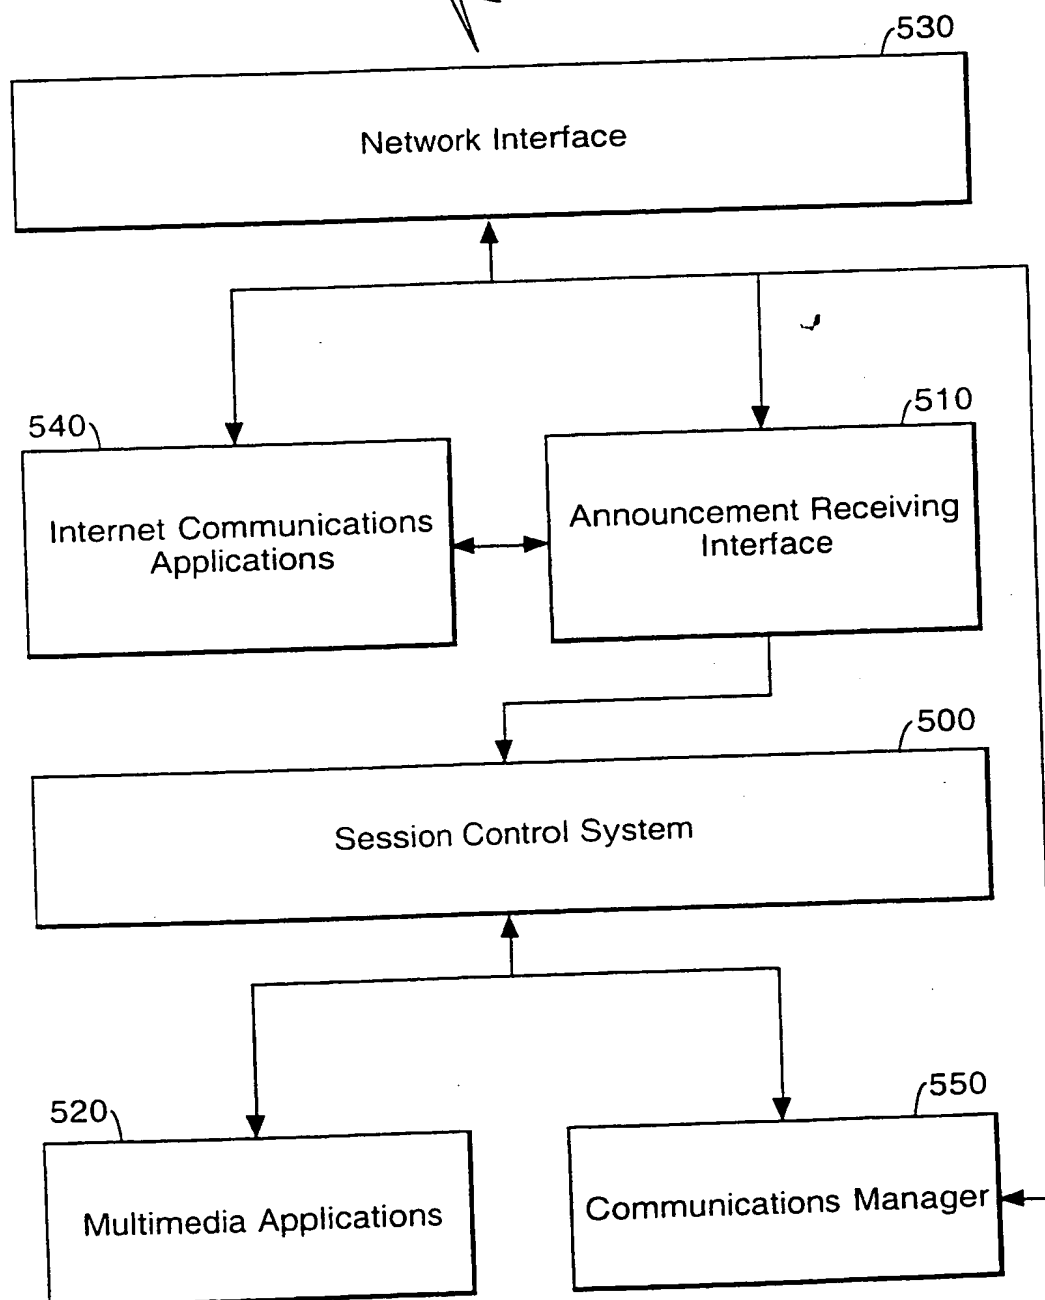 530
Network Interface
540
510
Internet Communications
Applications
Announcement Receiving
Interface
500
Session Control System
520
550
Multimedia Applications
Communications Manager